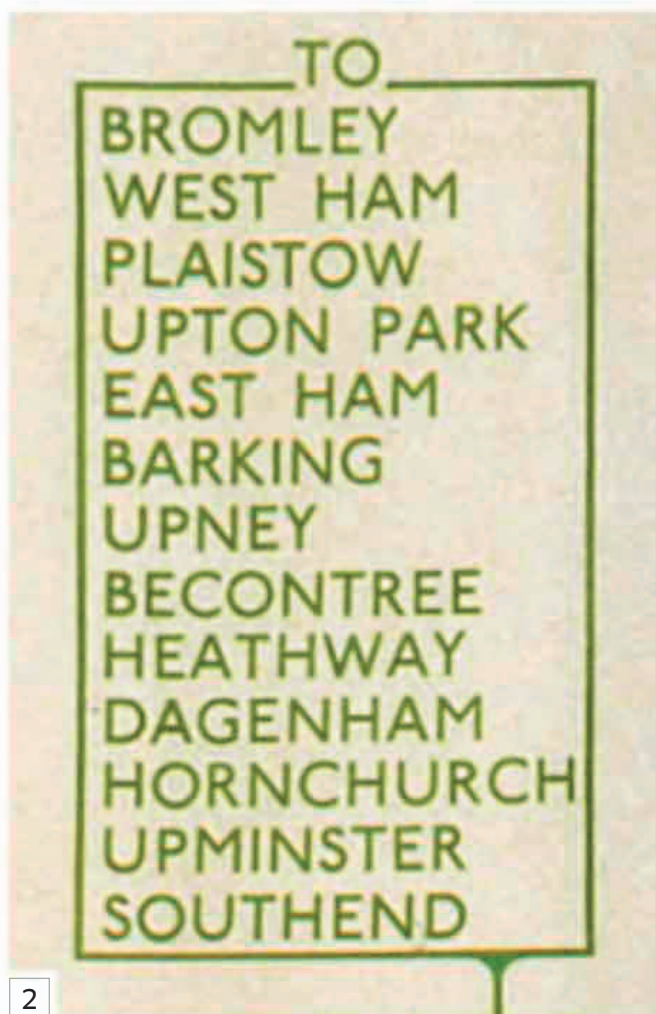 TO
BROMLEY
WEST HAM
PLAISTOW
UPTON PARK
EAST HAM
BARKING
UPNEY
BECONTREE
HEATHWAY
DAGENHAM
HORNCHURCH
UPMINSTER
SOUTHEND
2